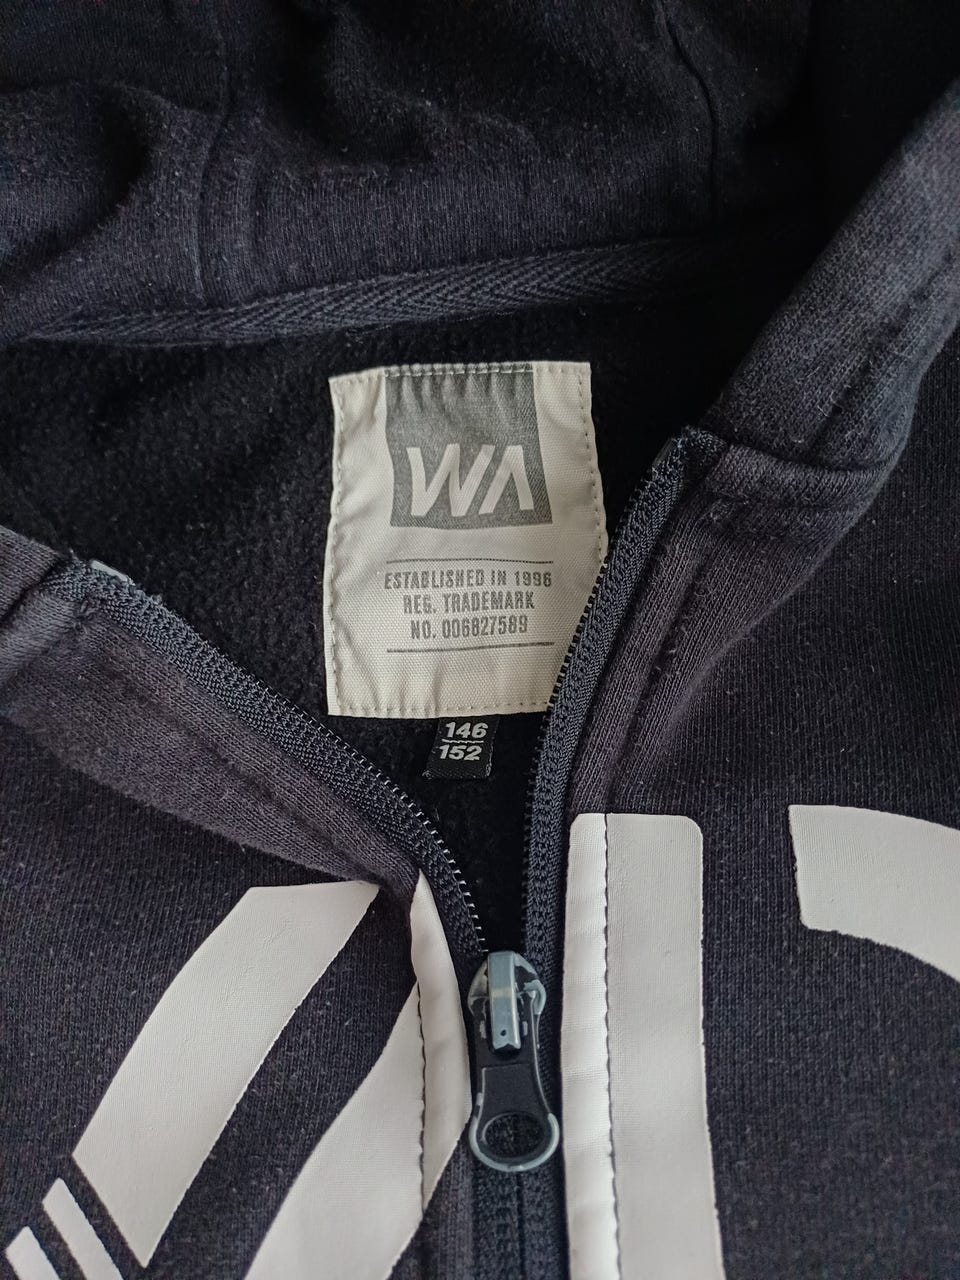 WA
ESTABLISHED IN 1996
REG. TRADEMARK
NO. 006827589
146
152